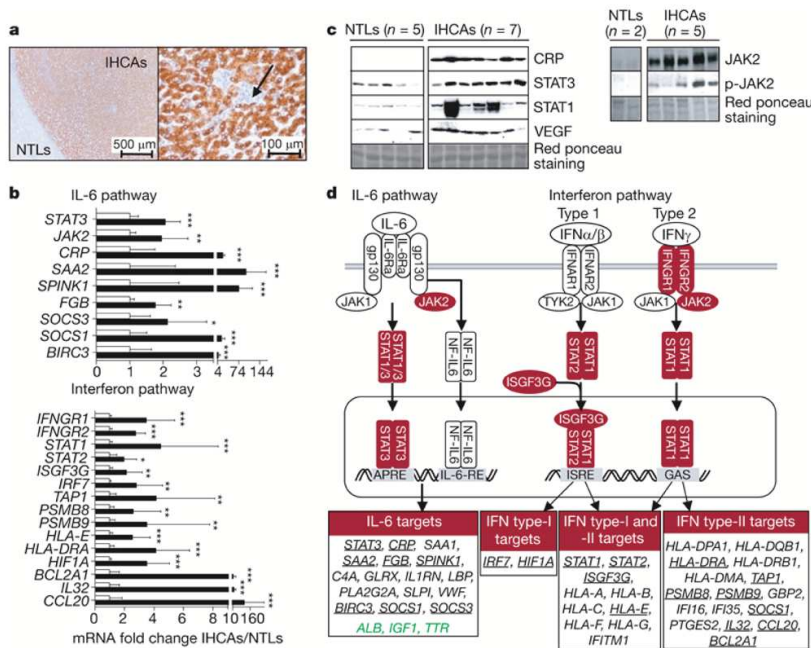 a
IHCAs
500 μm
NTLs
100 μm
b
IL-6 pathway
STAT3
***
JAK2
**
CRP
***
SAA2
***
SPINK1
***
FGB
**
SOCS3
*
SOCS1
***
BIRC3
***
0 1 2 3 4 74 144
Interferon pathway
IFNGR1
***
IFNGR2
***
STAT1
***
STAT2
*
ISGF3G
**
IRF7
**
TAP1
**
PSMB8
**
PSMB9
**
HLA-E
***
HLA-DRA
***
HIF1A
***
BCL2A1
***
IL32
***
CCL20
***
0 2 4 6 8 10 160
mRNA fold change IHCAs/NTLs
c
NTLs (n = 5) IHCAs (n = 7)
CRP
STAT3
STAT1
VEGF
Red ponceau
staining
NTLs
(n = 2)
IHCAs
(n = 5)
JAK2
p-JAK2
Red ponceau
staining
d
IL-6 pathway
Interferon pathway
Type 1 Type 2
IL-6
IFNα/β
IFNγ
gp130
IL-6Rα
IL-6Rα
gp130
IFNAR1
IFNAR2
IFNGR1
IFNGR2
JAK1
JAK2
TYK2
JAK1
JAK1
JAK2
STAT1/3
STAT1/3
NF-IL6
NF-IL6
STAT2
STAT1
STAT1
STAT1
ISGF3G
ISGF3G
STAT3
STAT3
NF-IL6
NF-IL6
STAT2
STAT1
STAT1
STAT1
APRE
IL-6-RE
ISRE
GAS
IL-6 targets
STAT3, CRP, SAA1,
SAA2, FGB, SPINK1,
C4A, GLRX, IL1RN, LBP,
PLA2G2A, SLPI, VWF,
BIRC3, SOCS1, SOCS3
ALB, IGF1, TTR
IFN type-I
targets
IRF7, HIF1A
IFN type-I and
-II targets
STAT1, STAT2,
ISGF3G,
HLA-A, HLA-B,
HLA-C, HLA-E,
HLA-F, HLA-G,
IFITM1
IFN type-II targets
HLA-DPA1, HLA-DQB1,
HLA-DRA, HLA-DRB1,
HLA-DMA, TAP1,
PSMB8, PSMB9, GBP2,
IFI16, IFI35, SOCS1,
PTGES2, IL32, CCL20,
BCL2A1